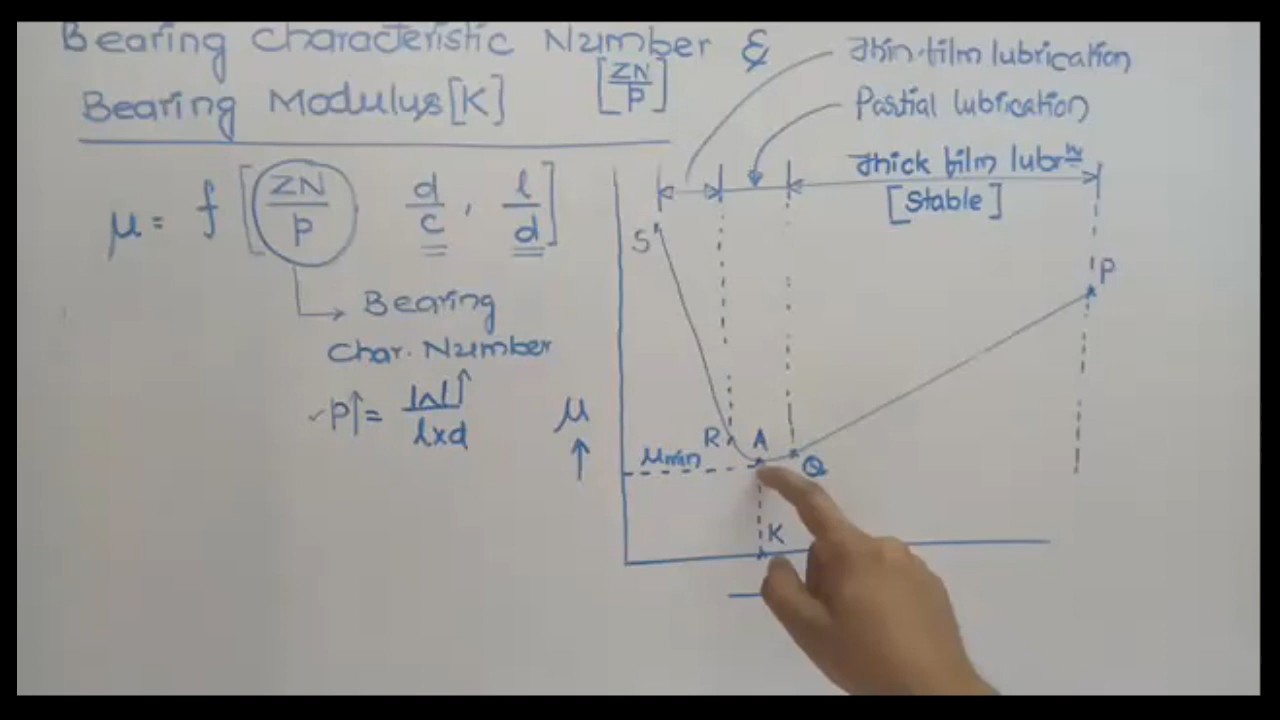 Bearing Characteristic Number &
Bearing Modulus[K] [ZN/P]
μ = f [ZN/P d/c, l/d]
Bearing
Char. Number
✓P↑ = W↑/l×d
Thin film lubrication
Partial lubrication
Thick film lubrⁿ
[Stable]
S
P
R A
Q
μmin
μ
↑
K